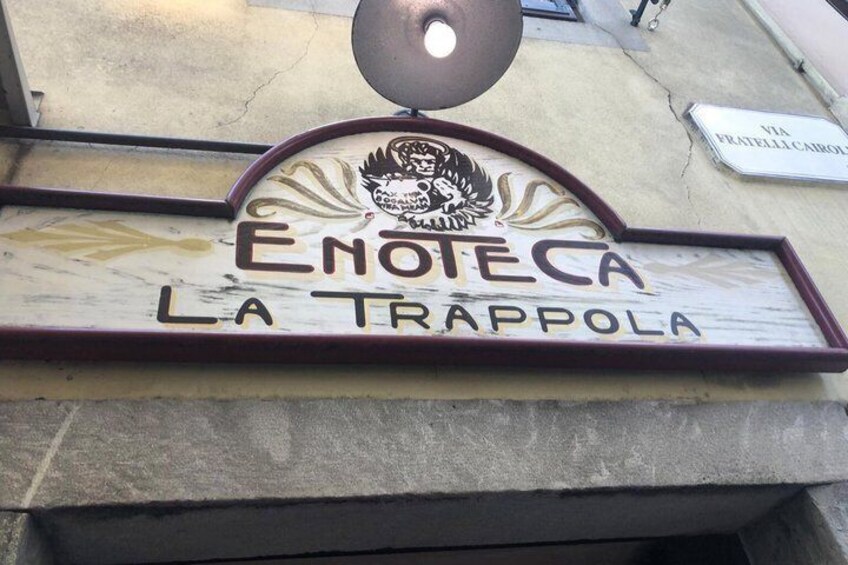 VIA
FRATELLI CAIROLI
ENOTECA
LA TRAPPOLA